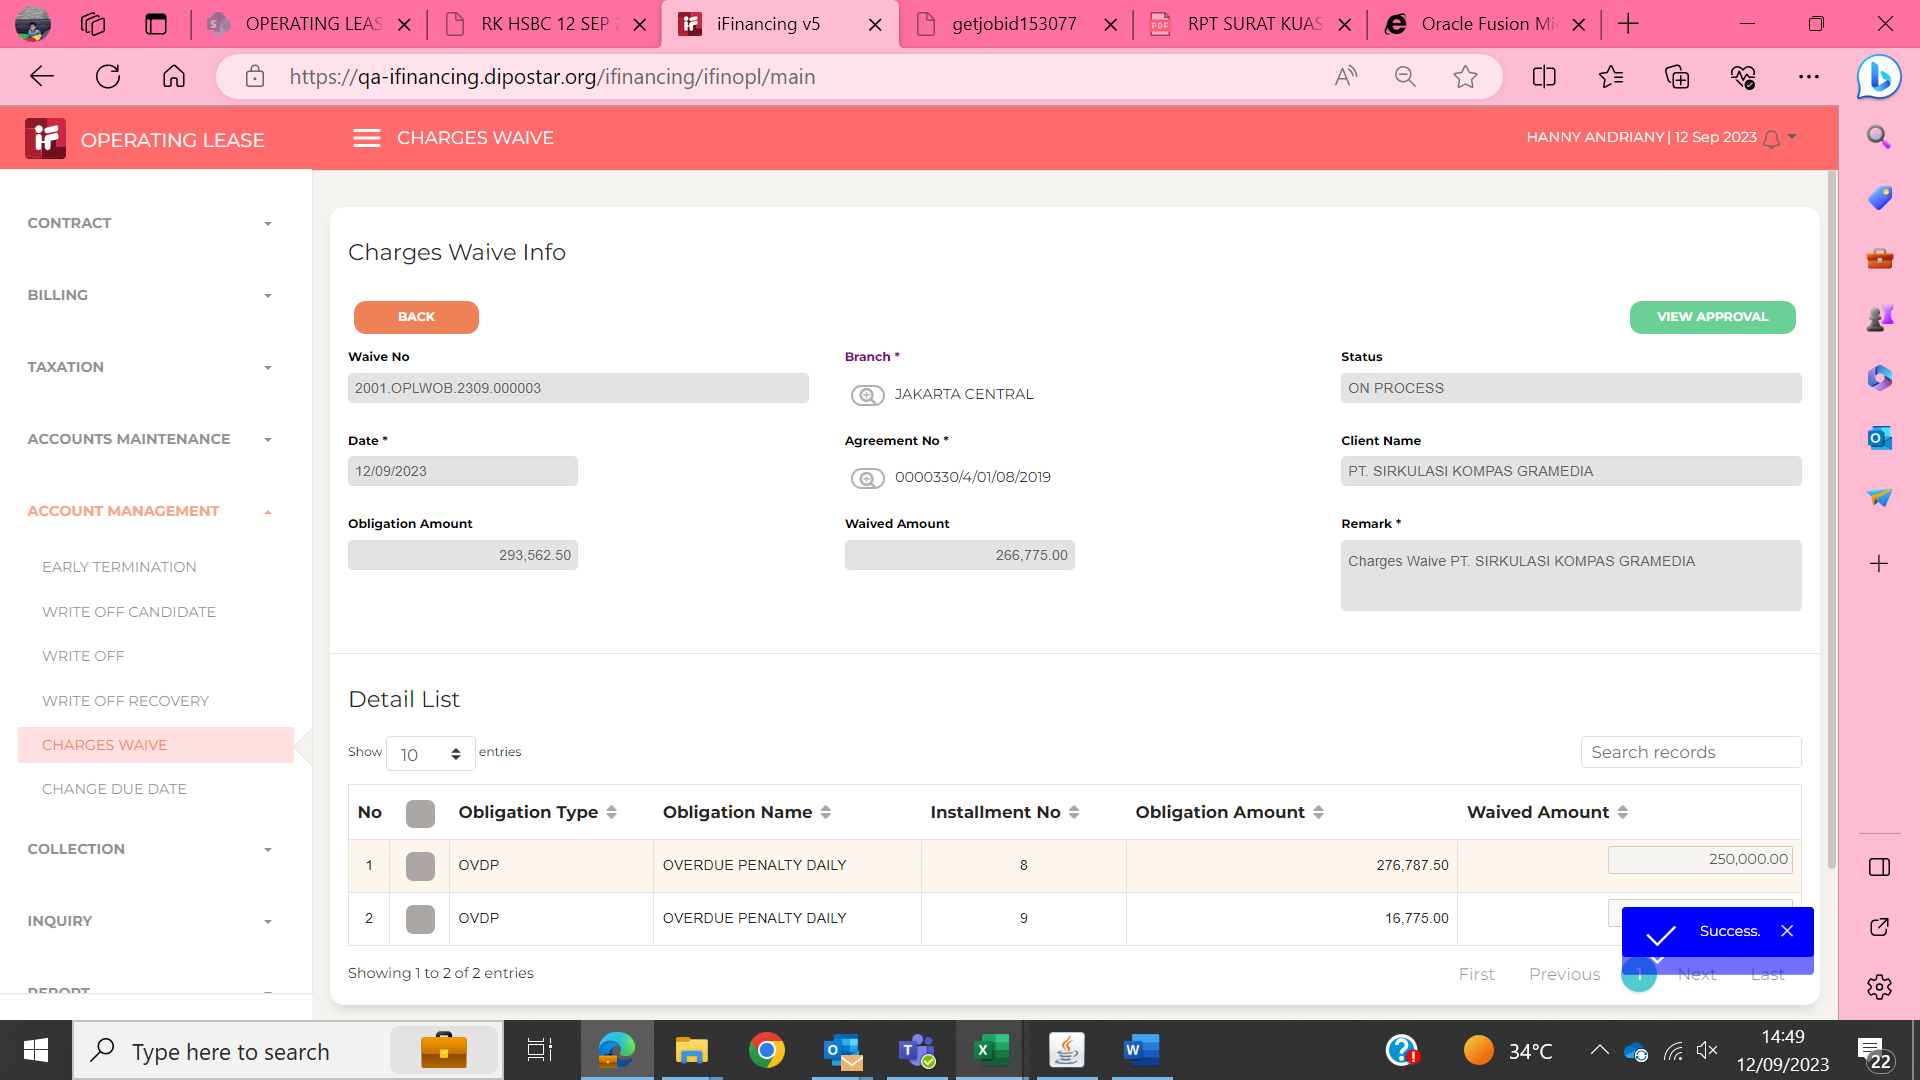 OPERATING LEAS
RK HSBC 12 SEP 2
iFinancing v5
getjobid153077
RPT SURAT KUAS
Oracle Fusion Mi
https://qa-ifinancing.dipostar.org/ifinancing/ifinopl/main
iF OPERATING LEASE
CHARGES WAIVE
HANNY ANDRIANY | 12 Sep 2023
CONTRACT
BILLING
TAXATION
ACCOUNTS MAINTENANCE
ACCOUNT MANAGEMENT
EARLY TERMINATION
WRITE OFF CANDIDATE
WRITE OFF
WRITE OFF RECOVERY
CHARGES WAIVE
CHANGE DUE DATE
COLLECTION
INQUIRY
REPORT
Charges Waive Info
BACK
VIEW APPROVAL
Waive No
2001.OPLWOB.2309.000003
Branch *
JAKARTA CENTRAL
Status
ON PROCESS
Date *
12/09/2023
Agreement No *
0000330/4/01/08/2019
Client Name
PT. SIRKULASI KOMPAS GRAMEDIA
Obligation Amount
293,562.50
Waived Amount
266,775.00
Remark *
Charges Waive PT. SIRKULASI KOMPAS GRAMEDIA
Detail List
Show 10 entries
Search records
No Obligation Type Obligation Name Installment No Obligation Amount Waived Amount
1 OVDP OVERDUE PENALTY DAILY 8 276,787.50 250,000.00
2 OVDP OVERDUE PENALTY DAILY 9 16,775.00
Success.
Showing 1 to 2 of 2 entries
First Previous 1 Next Last
Type here to search
34°C
14:49
12/09/2023
22